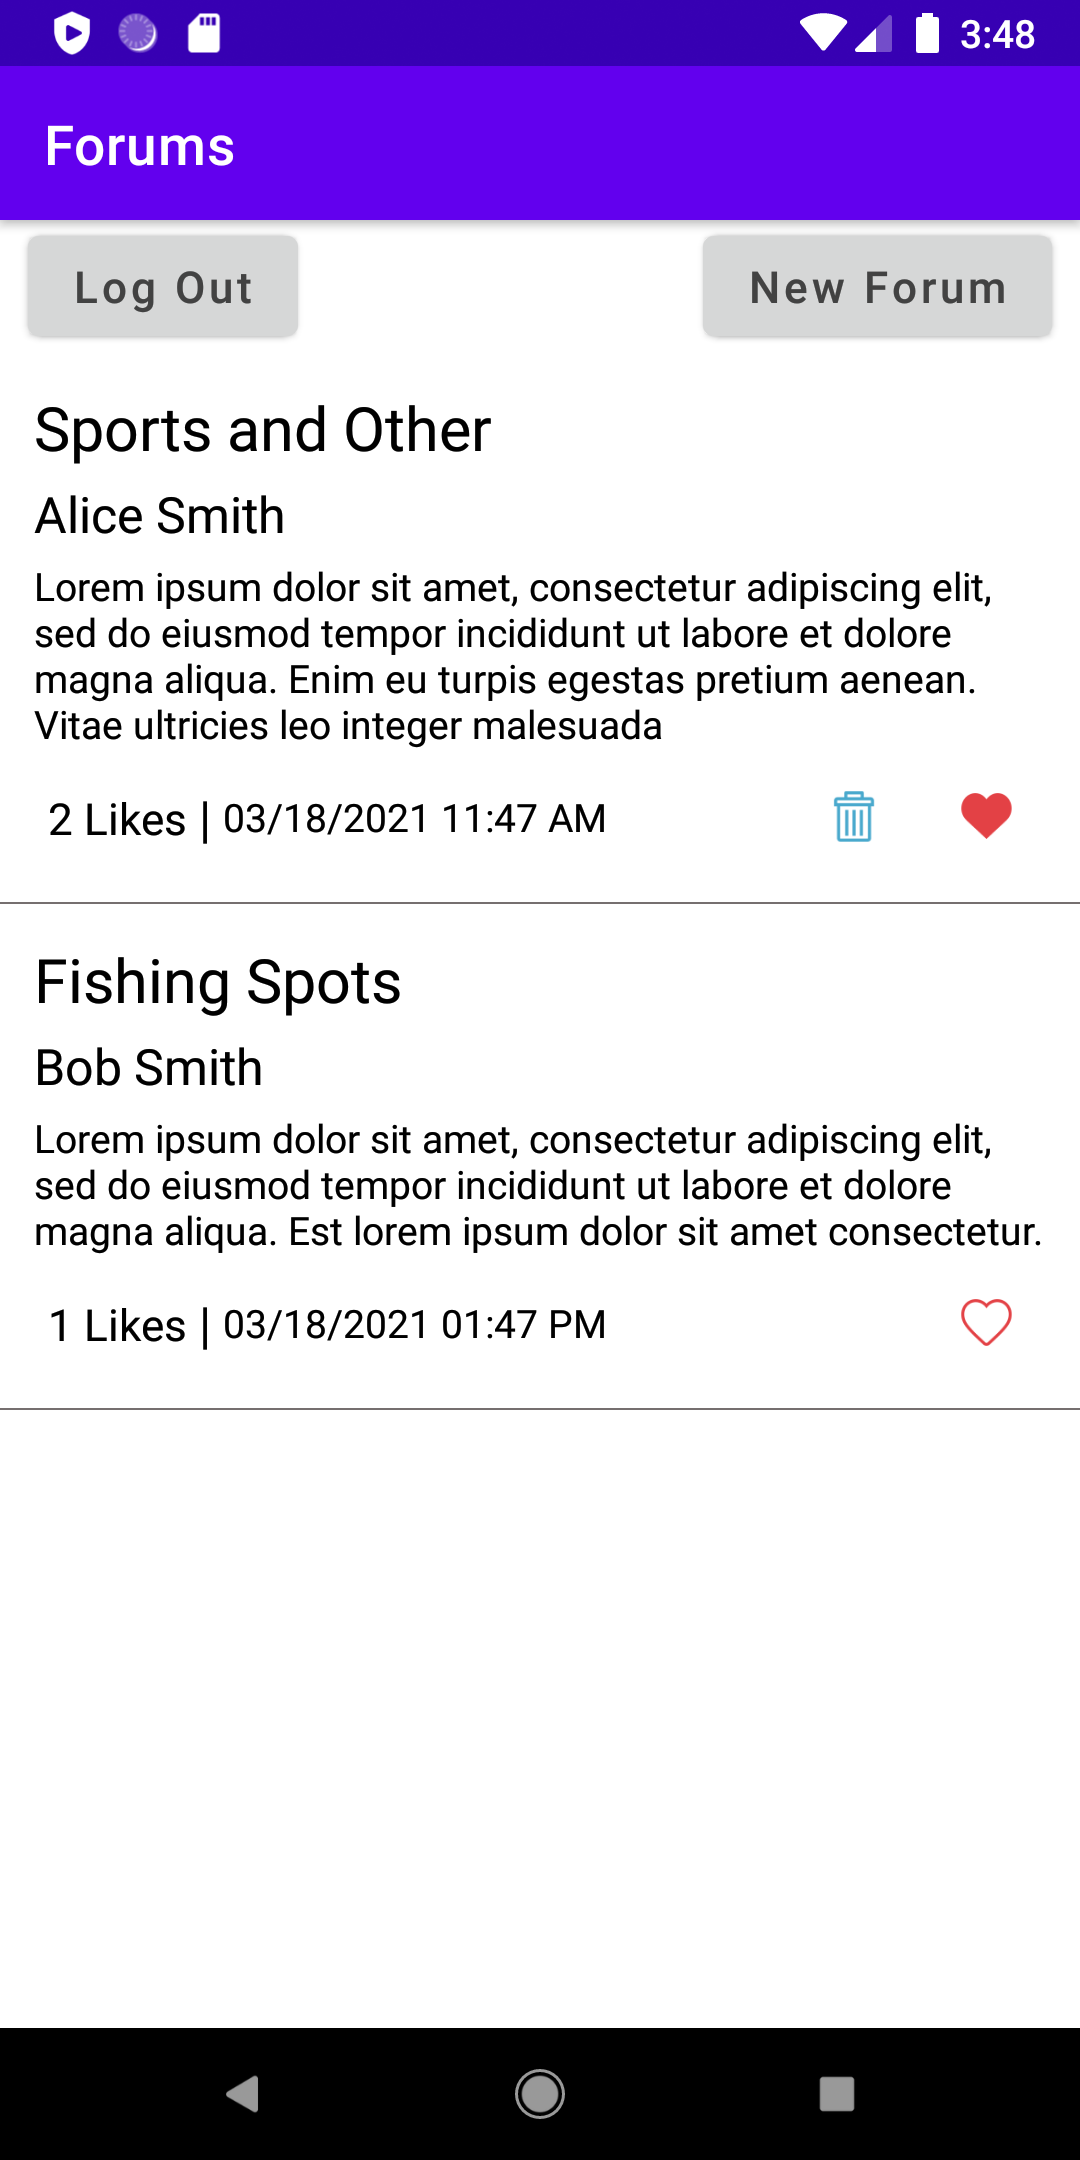 3:48
Forums
Log Out
New Forum
Sports and Other
Alice Smith
Lorem ipsum dolor sit amet, consectetur adipiscing elit,
sed do eiusmod tempor incididunt ut labore et dolore
magna aliqua. Enim eu turpis egestas pretium aenean.
Vitae ultricies leo integer malesuada
2 Likes | 03/18/2021 11:47 AM
Fishing Spots
Bob Smith
Lorem ipsum dolor sit amet, consectetur adipiscing elit,
sed do eiusmod tempor incididunt ut labore et dolore
magna aliqua. Est lorem ipsum dolor sit amet consectetur.
1 Likes | 03/18/2021 01:47 PM